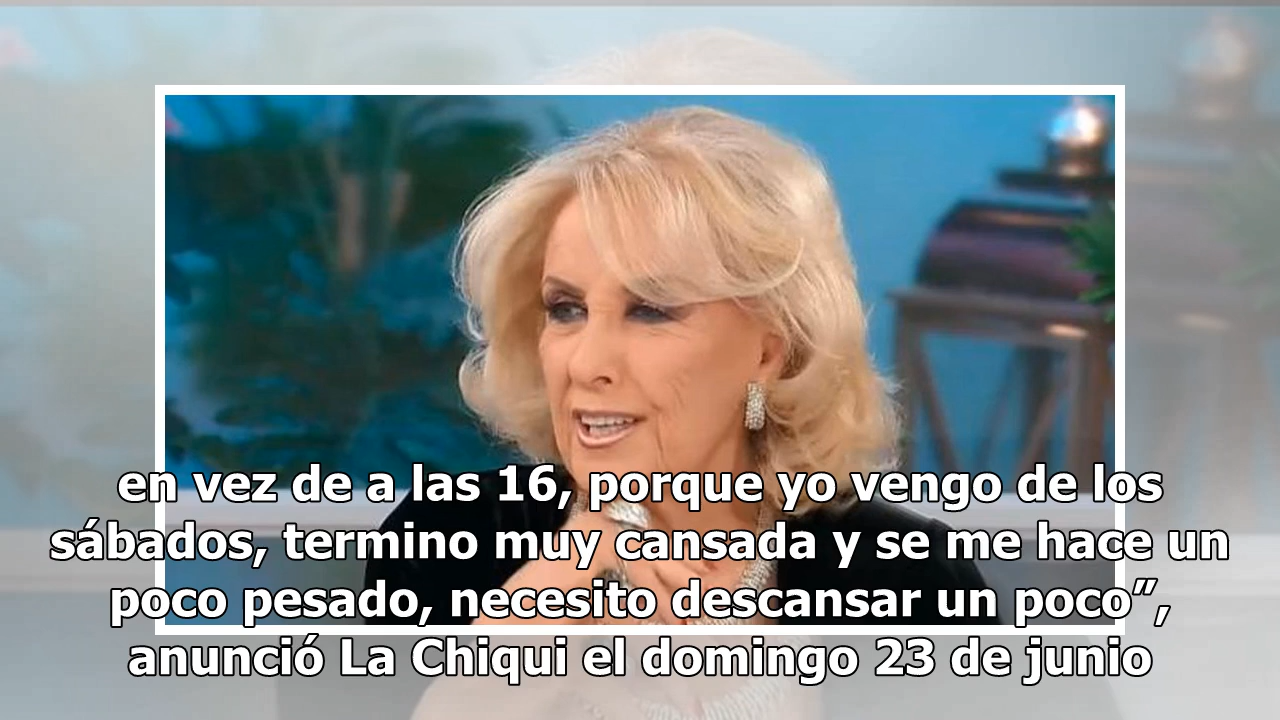 en vez de a las 16, porque yo vengo de los
sábados, termino muy cansada y se me hace un
poco pesado, necesito descansar un poco”,
anunció La Chiqui el domingo 23 de junio